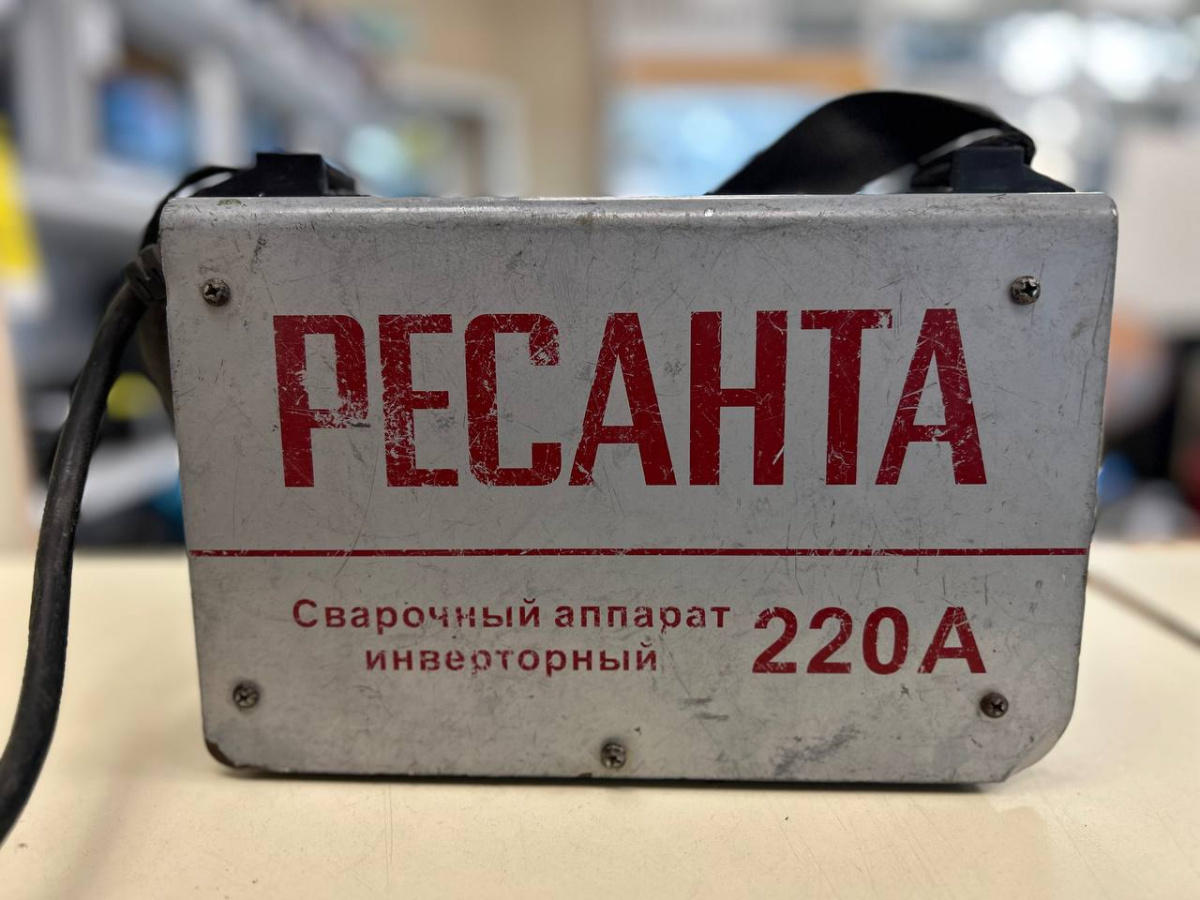 РЕСАНТА
Сварочный аппарат
инверторный
220А